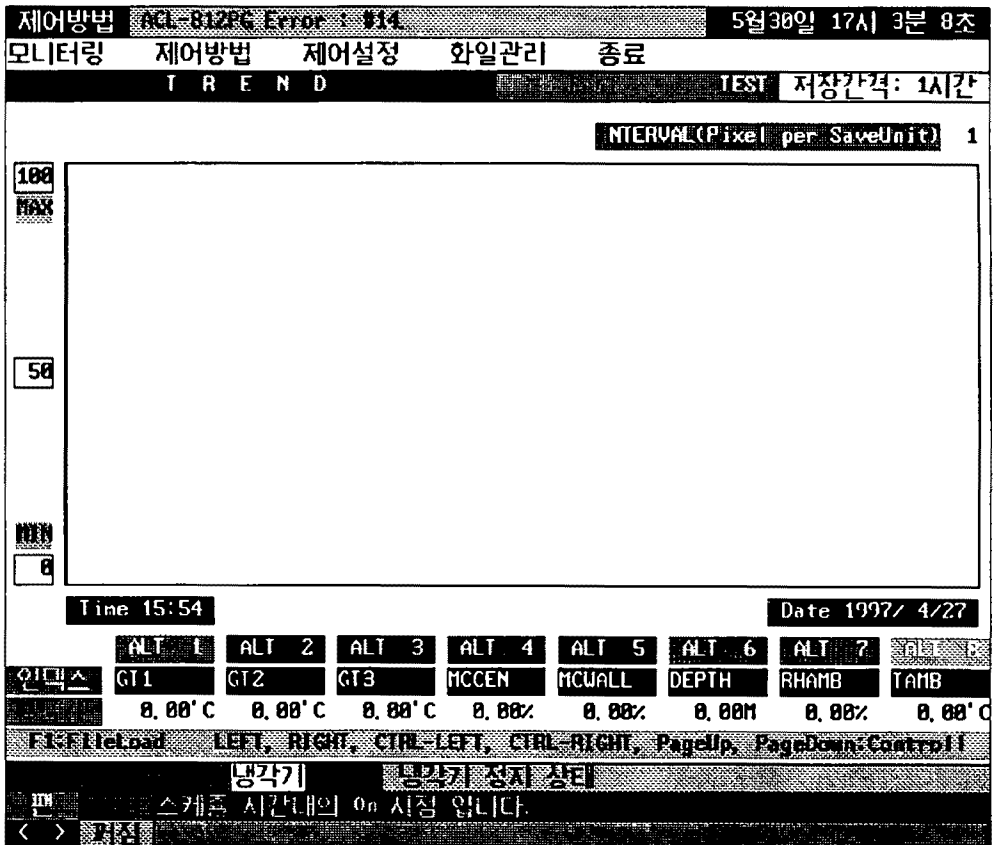 제어방법 ACL-812PG Error : #14 5월30일 17시 3분 8초
모니터링 제어방법 제어설정 화일관리 종료
T R E N D TEST 저장간격: 1시간
NTERVAL(Pixel per SaveUnit) 1
100
MAX
50
MIN
0
Time 15:54 Date 1997/ 4/27
ALT 1 ALT 2 ALT 3 ALT 4 ALT 5 ALT 6 ALT 7 ALT 8
인덱스 GT1 GT2 GT3 MCCEN MCWALL DEPTH RHAMB TAMB
0.00'C 0.00'C 0.00'C 0.00% 0.00% 0.00M 0.00% 0.00'C
F1:FileLoad LEFT, RIGHT, CTRL-LEFT, CTRL-RIGHT, PageUp, PageDown:Controll
냉각기 냉각기 정지 상태
팬 스케쥴 시간내의 On 시점 입니다.
< >